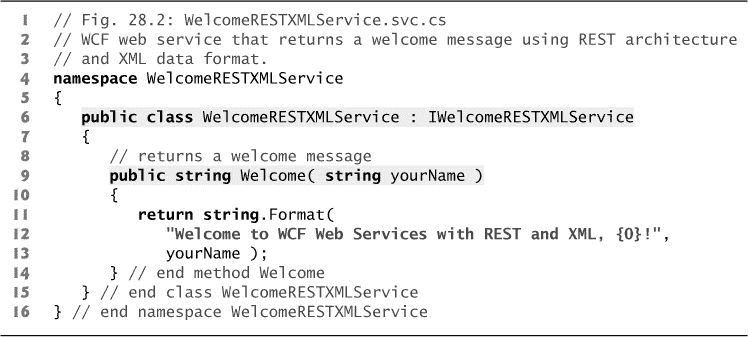 1 // Fig. 28.2: WelcomeRESTXMLService.svc.cs
2 // WCF web service that returns a welcome message using REST architecture
3 // and XML data format.
4 namespace WelcomeRESTXMLService
5 {
6 public class WelcomeRESTXMLService : IWelcomeRESTXMLService
7 {
8 // returns a welcome message
9 public string Welcome( string yourName )
10 {
11 return string.Format(
12 "Welcome to WCF Web Services with REST and XML, {0}!",
13 yourName );
14 } // end method Welcome
15 } // end class WelcomeRESTXMLService
16 } // end namespace WelcomeRESTXMLService